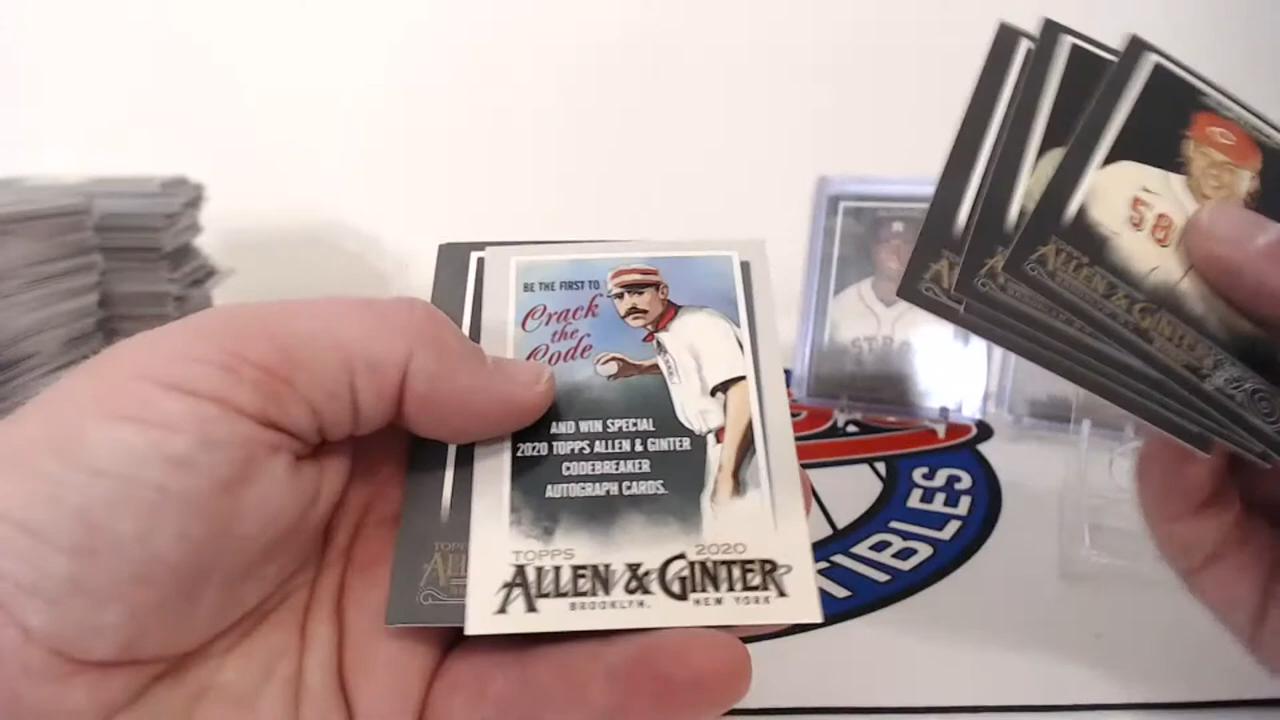 BE THE FIRST TO
Crack
the
Code
AND WIN SPECIAL
2020 TOPPS ALLEN & GINTER
CODEBREAKER
AUTOGRAPH CARDS.
TOPPS 2020
ALLEN & GINTER
BROOKLYN, NEW YORK
58
C
TOPPS
ALLEN & GINTER
TIBLES